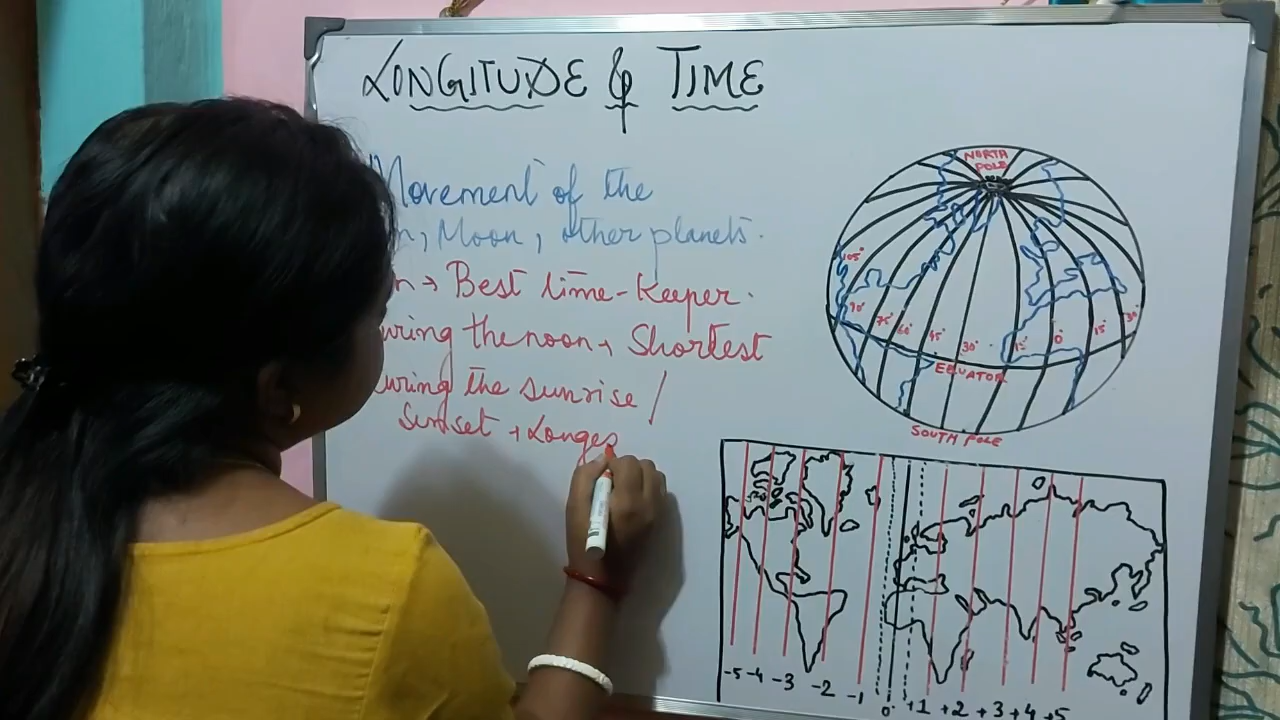 LONGITUDE & TIME
Movement of the
n, Moon, other planets.
n → Best time-Keeper.
uring the noon → Shortest
uring the sunrise /
Sunset → Longes
NORTH
POLE
105°
90°
75°
60°
45°
30°
15°
0°
15°
30°
EQUATOR
SOUTH POLE
-5 -4 -3 -2 -1 0° +1 +2 +3 +4 +5